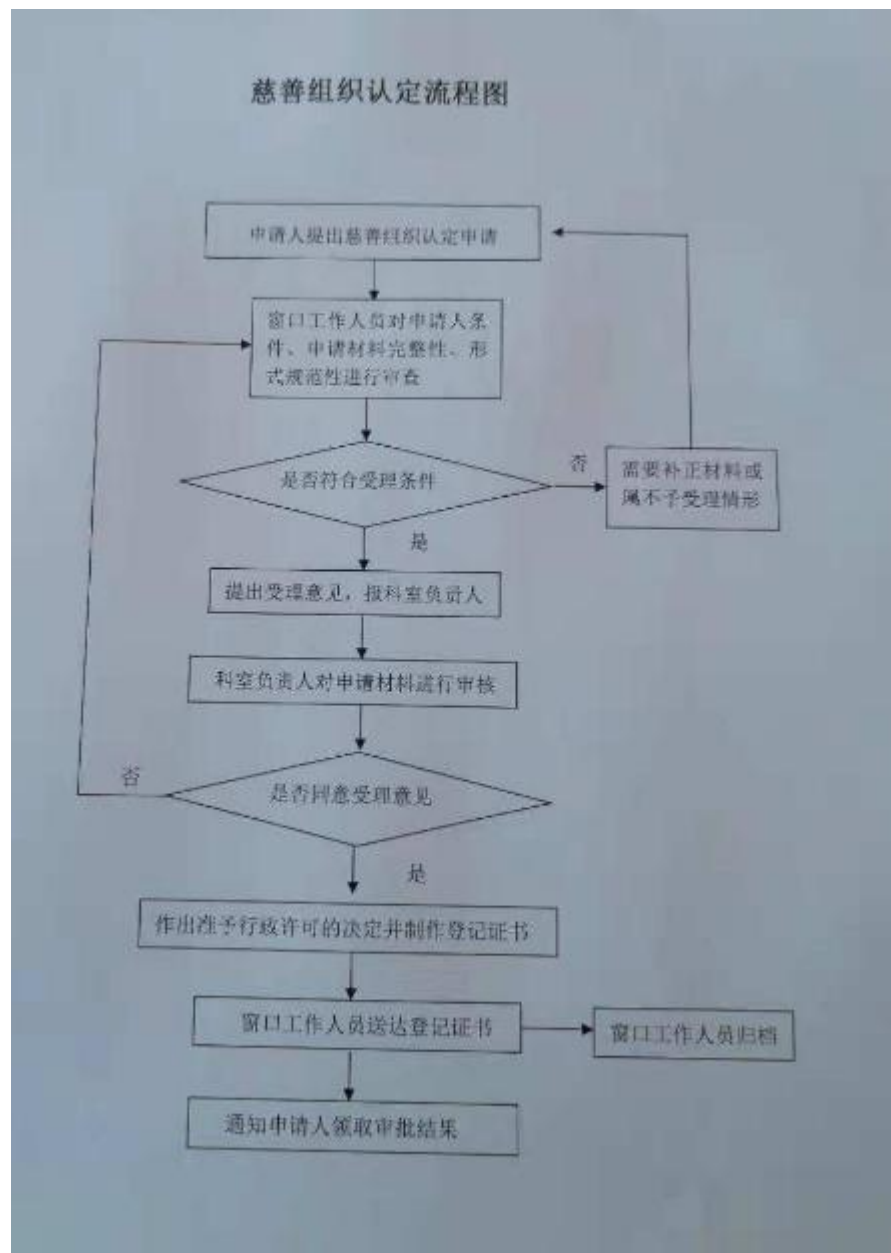 慈善组织认定流程图
申请人提出慈善组织认定申请
窗口工作人员对申请人条
件、申请材料完整性、形
式规范性进行审查
是否符合受理条件
否
需要补正材料或
属不予受理情形
是
提出受理意见，报科室负责人
科室负责人对申请材料进行审核
否
是否同意受理意见
是
作出准予行政许可的决定并制作登记证书
窗口工作人员送达登记证书
窗口工作人员归档
通知申请人领取审批结果